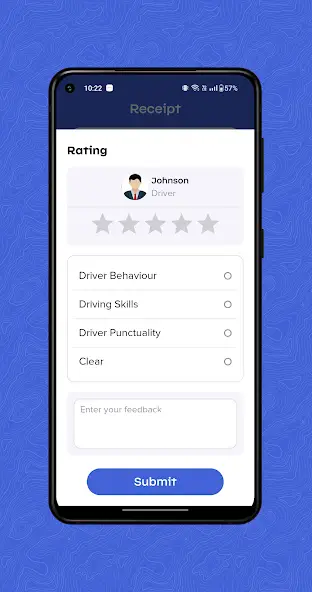 10:22
57%
Receipt
Rating
Johnson
Driver
Driver Behaviour
Driving Skills
Driver Punctuality
Clear
Enter your feedback
Submit